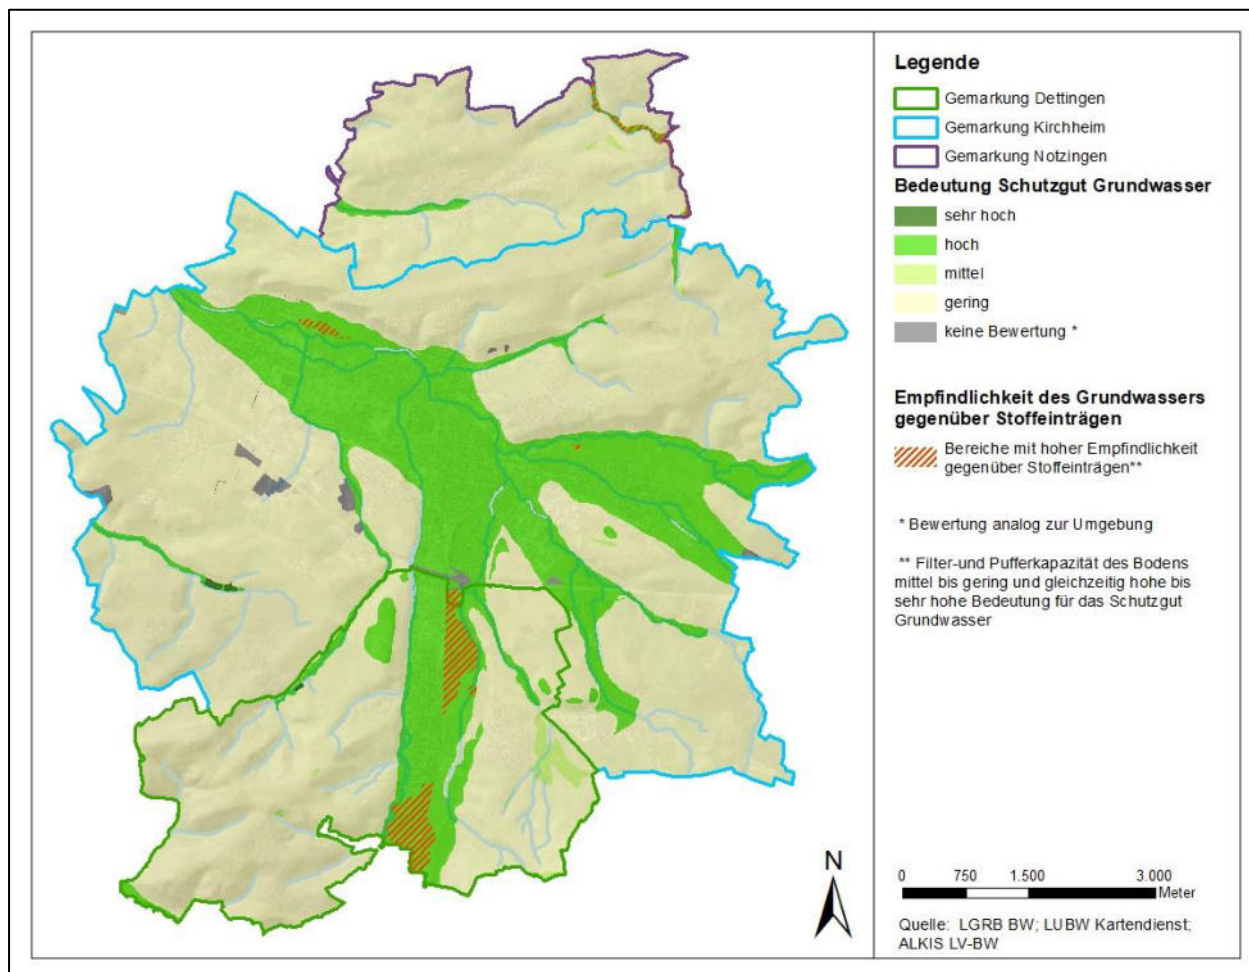 Legende
Gemarkung Dettingen
Gemarkung Kirchheim
Gemarkung Notzingen
Bedeutung Schutzgut Grundwasser
sehr hoch
hoch
mittel
gering
keine Bewertung *
Empfindlichkeit des Grundwassers
gegenüber Stoffeinträgen
Bereiche mit hoher Empfindlichkeit
gegenüber Stoffeinträgen**
* Bewertung analog zur Umgebung
** Filter-und Pufferkapazität des Bodens
mittel bis gering und gleichzeitig hohe bis
sehr hohe Bedeutung für das Schutzgut
Grundwasser
N
0 750 1.500 3.000
Meter
Quelle: LGRB BW; LUBW Kartendienst;
ALKIS LV-BW